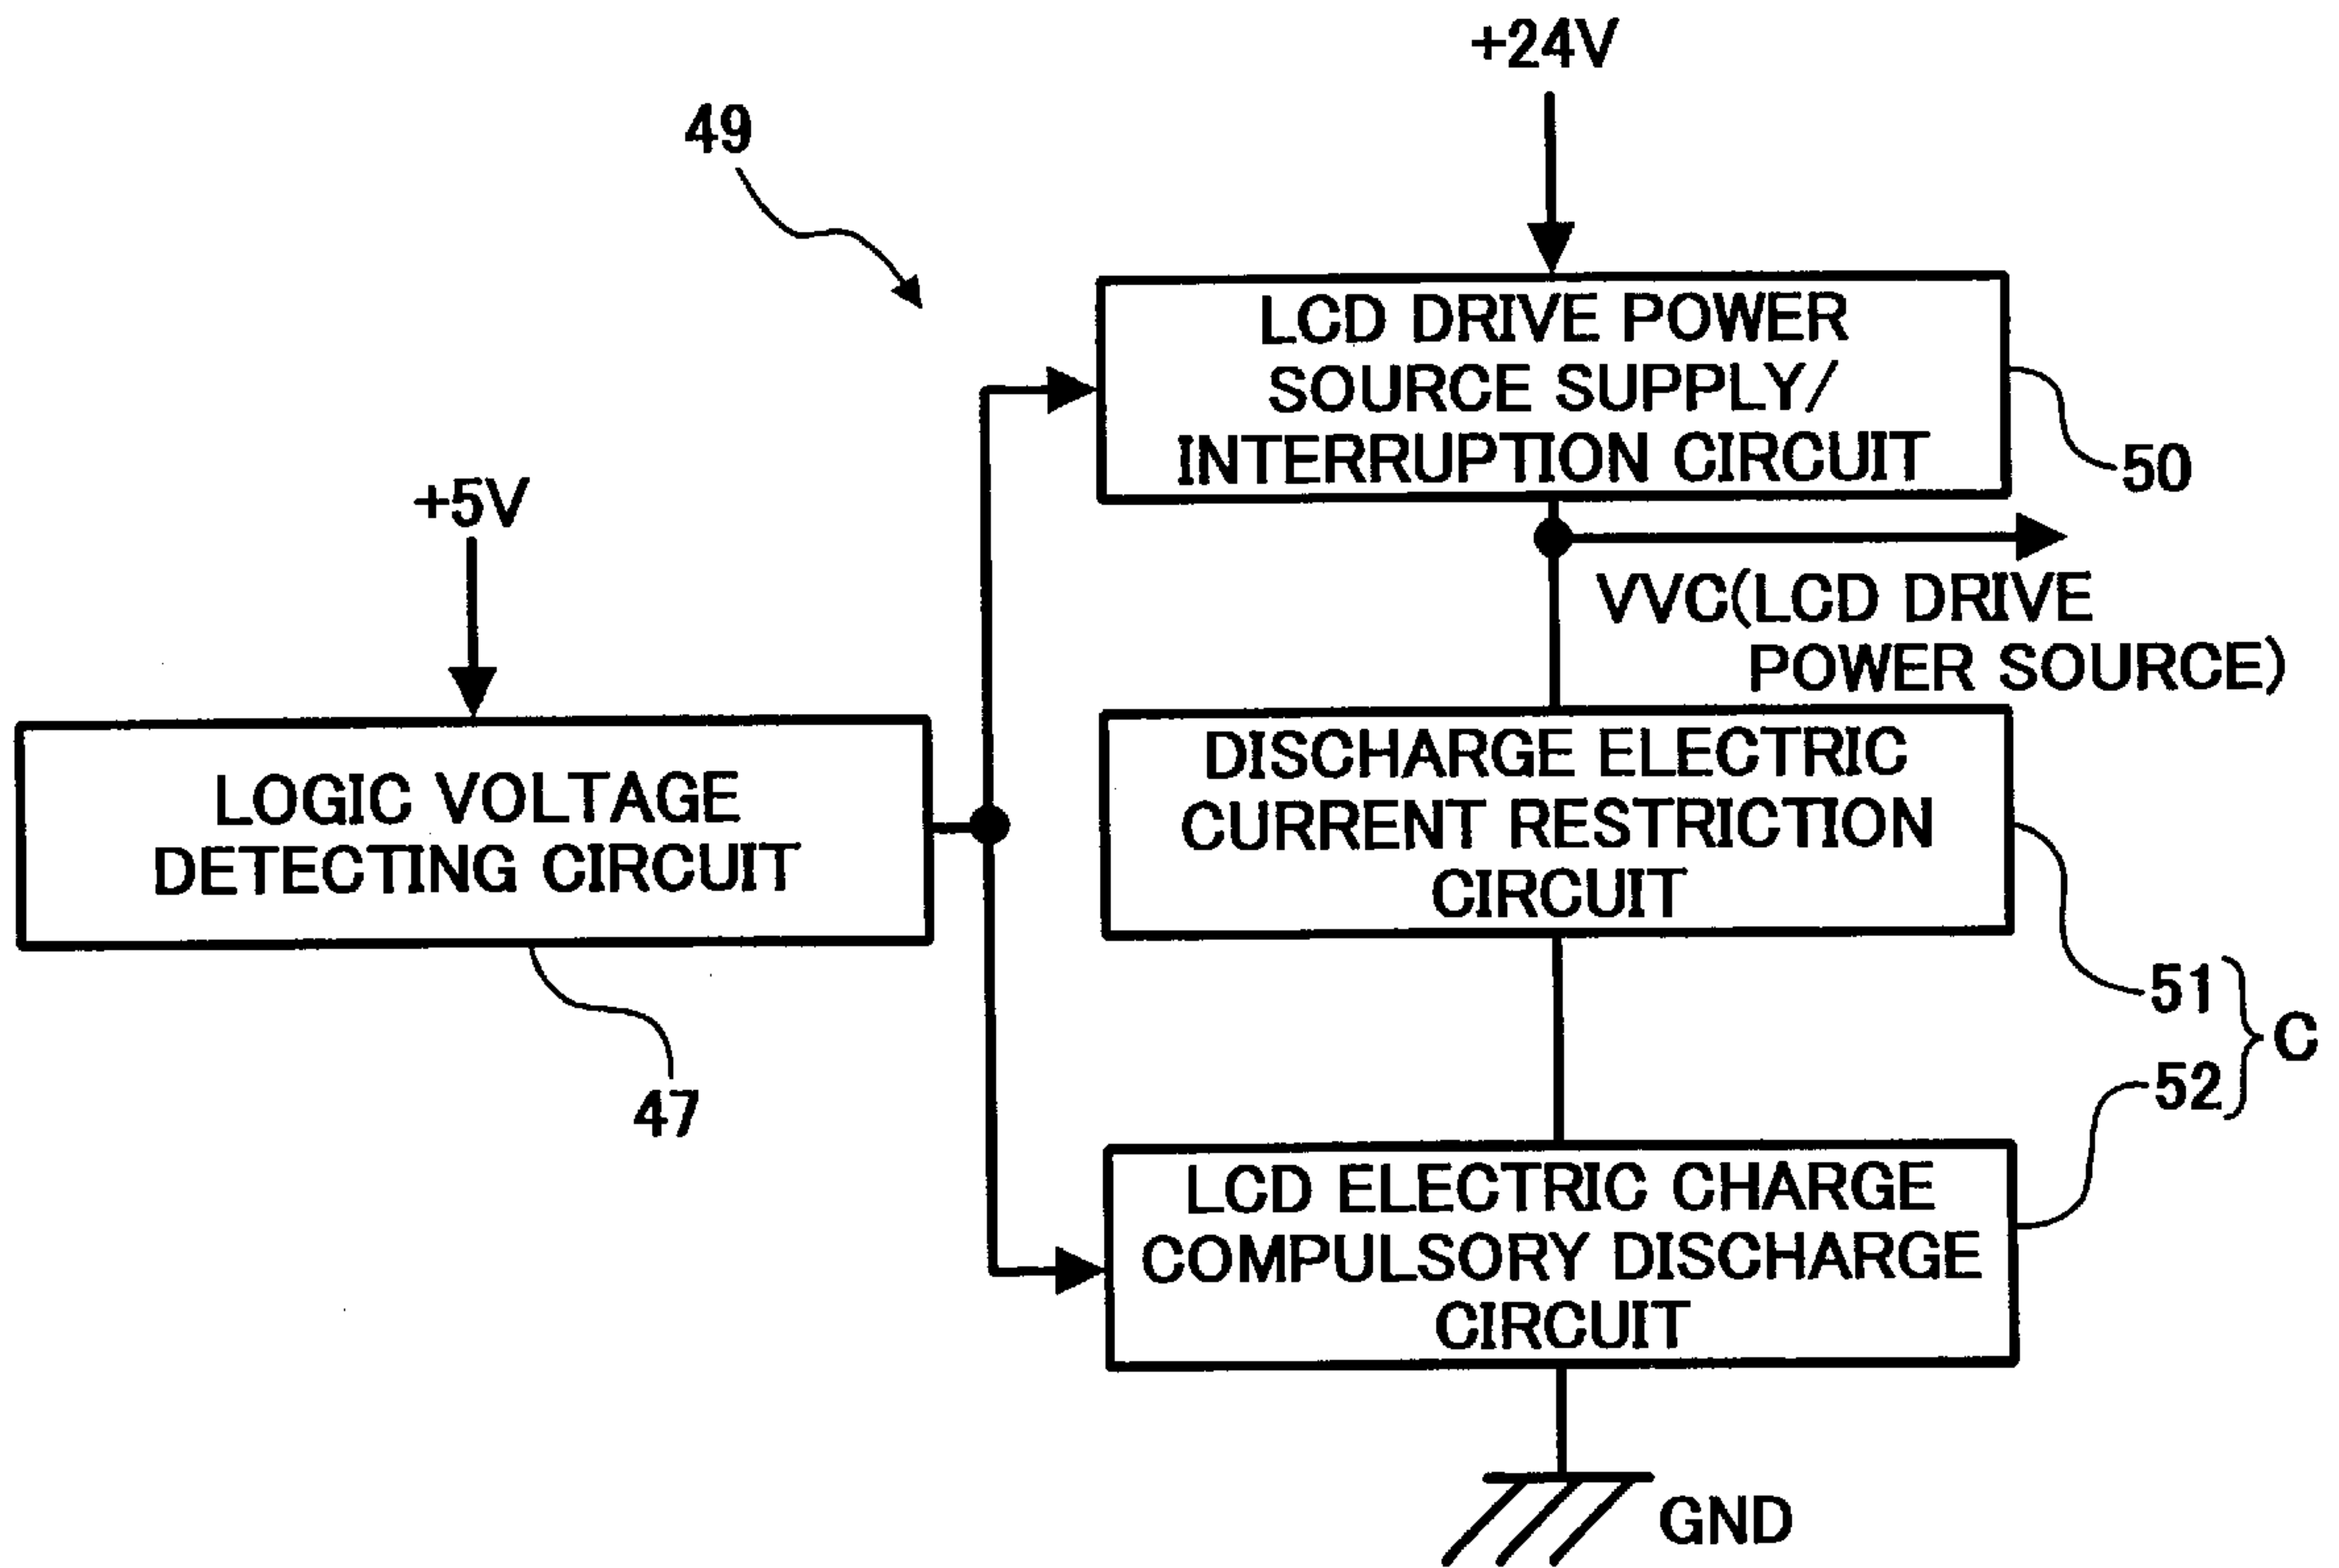 +24V
49
LCD DRIVE POWER
SOURCE SUPPLY/
INTERRUPTION CIRCUIT
50
+5V
VVC(LCD DRIVE
POWER SOURCE)
LOGIC VOLTAGE
DETECTING CIRCUIT
47
DISCHARGE ELECTRIC
CURRENT RESTRICTION
CIRCUIT
51
52
C
LCD ELECTRIC CHARGE
COMPULSORY DISCHARGE
CIRCUIT
GND